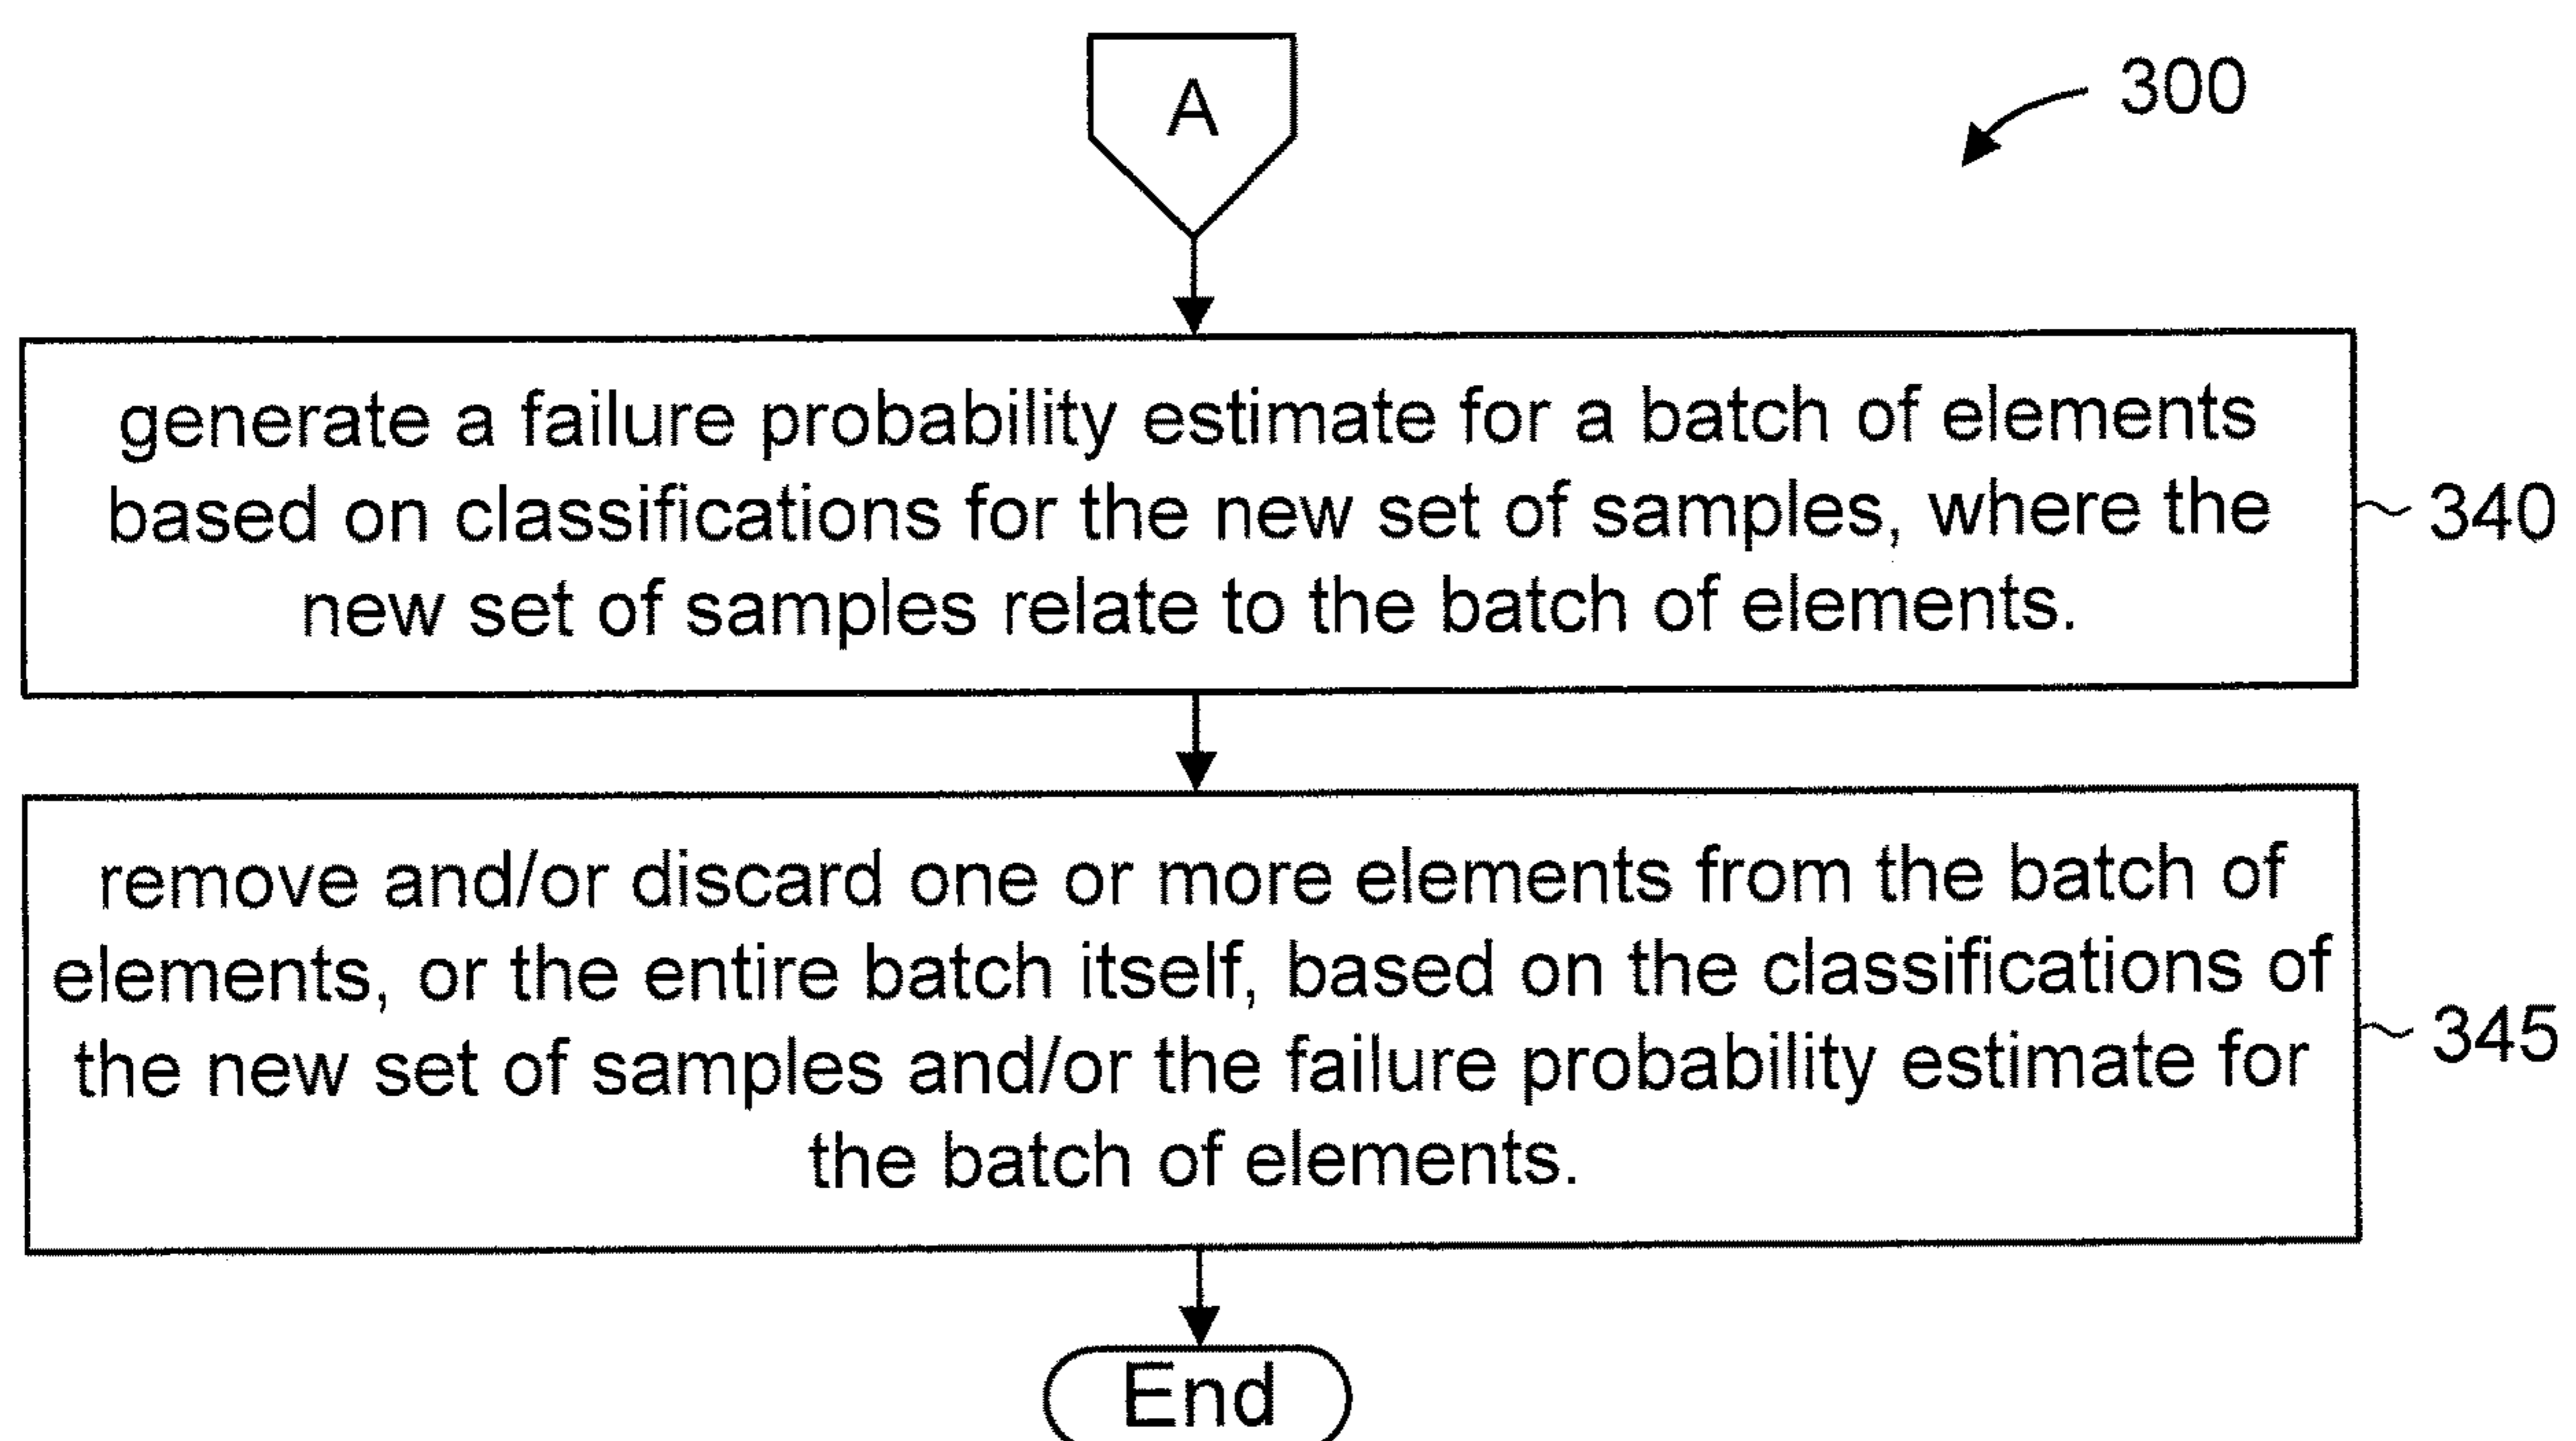 A
300
generate a failure probability estimate for a batch of elements
based on classifications for the new set of samples, where the
new set of samples relate to the batch of elements.
340
remove and/or discard one or more elements from the batch of
elements, or the entire batch itself, based on the classifications of
the new set of samples and/or the failure probability estimate for
the batch of elements.
345
End